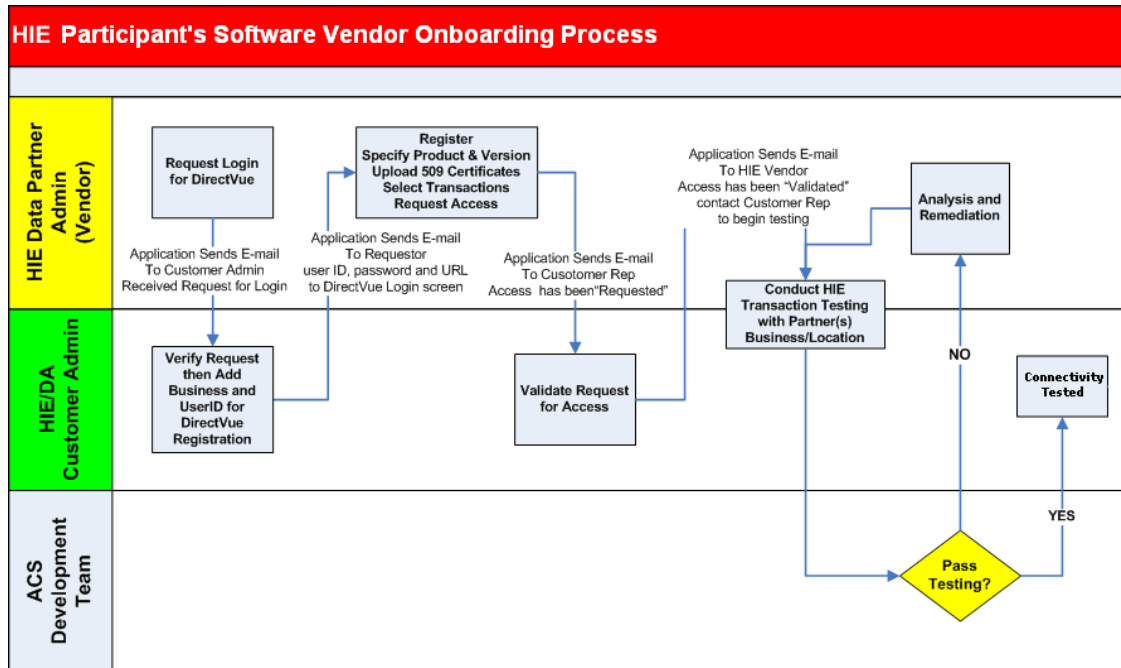 HIE Participant's Software Vendor Onboarding Process
HIE Data Partner
Admin
(Vendor)
Request Login
for DirectVue
Application Sends E-mail
To Customer Admin
Received Request for Login
Register
Specify Product & Version
Upload 509 Certificates
Select Transactions
Request Access
Application Sends E-mail
To Requestor
user ID, password and URL
to DirectVue Login screen
Application Sends E-mail
To Cusotomer Rep
Access has been“Requested”
Application Sends E-mail
To HIE Vendor
Access has been “Validated”
contact Customer Rep
to begin testing
Analysis and
Remediation
Conduct HIE
Transaction Testing
with Partner(s)
Business/Location
HIE/DA
Customer Admin
Verify Request
then Add
Business and
UserID for
DirectVue
Registration
Validate Request
for Access
NO
Connectivity
Tested
YES
ACS
Development
Team
Pass
Testing?